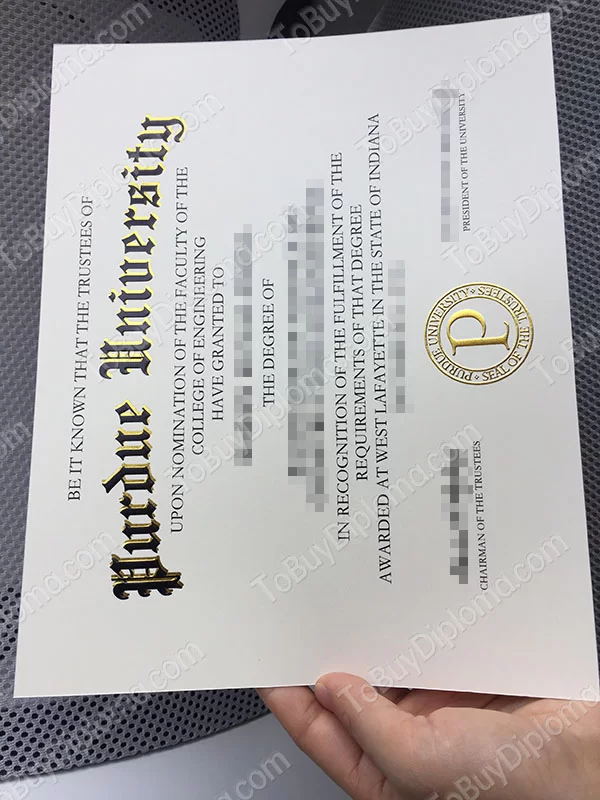 BE IT KNOWN THAT THE TRUSTEES OF
Purdue University
UPON NOMINATION OF THE FACULTY OF THE
COLLEGE OF ENGINEERING
HAVE GRANTED TO
THE DEGREE OF
IN RECOGNITION OF THE FULFILLMENT OF THE
REQUIREMENTS OF THAT DEGREE
AWARDED AT WEST LAFAYETTE IN THE STATE OF INDIANA
CHAIRMAN OF THE TRUSTEES
PURDUE UNIVERSITY
SEAL OF THE TRUSTEES
P
PRESIDENT OF THE UNIVERSITY
ToBuyDiploma.com